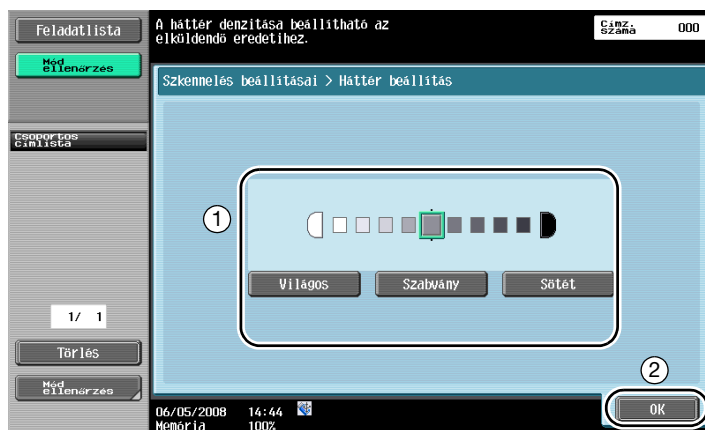 Feladatlista
Mód
ellenőrzés
Csoportos
címlista
1/ 1
Törlés
Mód
ellenőrzés
A háttér denzitása beállítható az
elküldendő eredetihez.
Címz.
száma 000
Szkennelés beállításai > Háttér beállítás
1
Világos Szabvány Sötét
2
OK
06/05/2008 14:44
Memória 100%